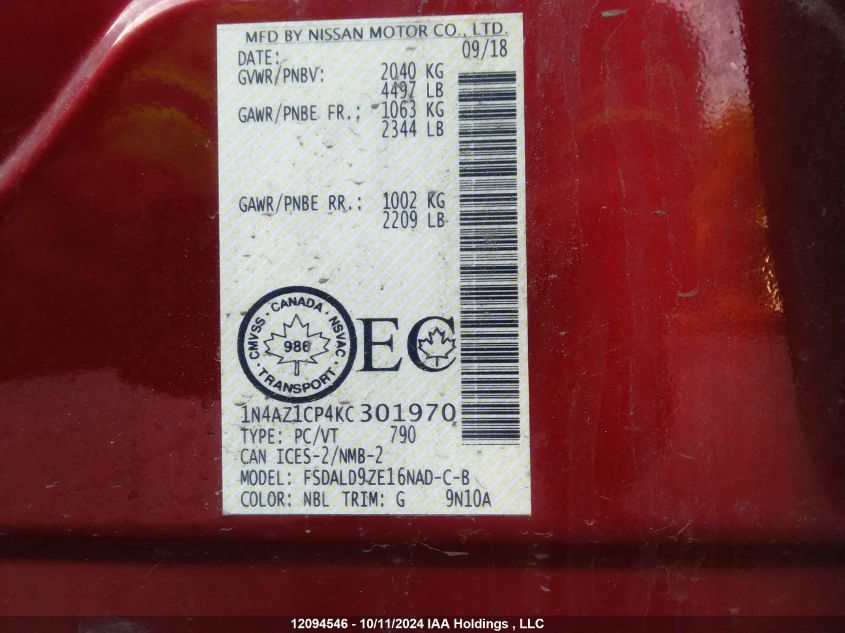 MFD BY NISSAN MOTOR CO., LTD.
DATE: 09/18
GVWR/PNBV: 2040 KG
4497 LB
GAWR/PNBE FR.: 1063 KG
2344 LB
GAWR/PNBE RR.: 1002 KG
2209 LB
CMVSS · CANADA · NSVAC · TRANSPORT ·
986
EC
1N4AZ1CP4KC301970
TYPE: PC/VT 790
CAN ICES-2/NMB-2
MODEL: FSDALD9ZE16NAD-C-B
COLOR: NBL TRIM: G 9N10A
12094546 - 10/11/2024 IAA Holdings , LLC